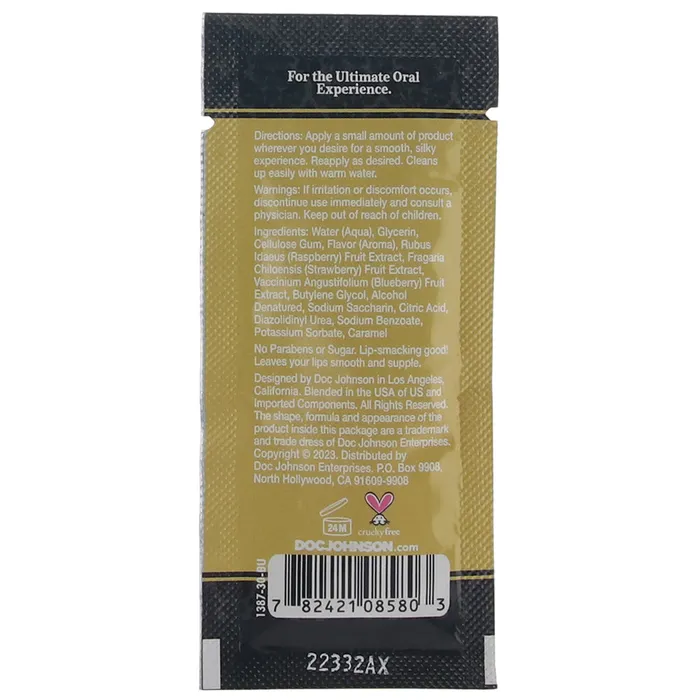 For the Ultimate Oral
Experience.
Directions: Apply a small amount of product
wherever you desire for a smooth, silky
experience. Reapply as desired. Cleans
up easily with warm water.
Warnings: If irritation or discomfort occurs,
discontinue use immediately and consult a
physician. Keep out of reach of children.
Ingredients: Water (Aqua), Glycerin,
Cellulose Gum, Flavor (Aroma), Rubus
Idaeus (Raspberry) Fruit Extract, Fragaria
Chiloensis (Strawberry) Fruit Extract,
Vaccinium Angustifolium (Blueberry) Fruit
Extract, Butylene Glycol, Alcohol
Denatured, Sodium Saccharin, Citric Acid,
Diazolidinyl Urea, Sodium Benzoate,
Potassium Sorbate, Caramel
No Parabens or Sugar. Lip-smacking good!
Leaves your lips smooth and supple.
Designed by Doc Johnson in Los Angeles,
California. Blended in the USA of US and
Imported Components. All Rights Reserved.
The shape, formula and appearance of the
product inside this package are a trademark
and trade dress of Doc Johnson Enterprises.
Copyright © 2023. Distributed by
Doc Johnson Enterprises. P.O. Box 9908,
North Hollywood, CA 91609-9908
24M
crueltyfree
DOCJOHNSON.com
1387-30-BU
7 82421 08580 3
22332AX